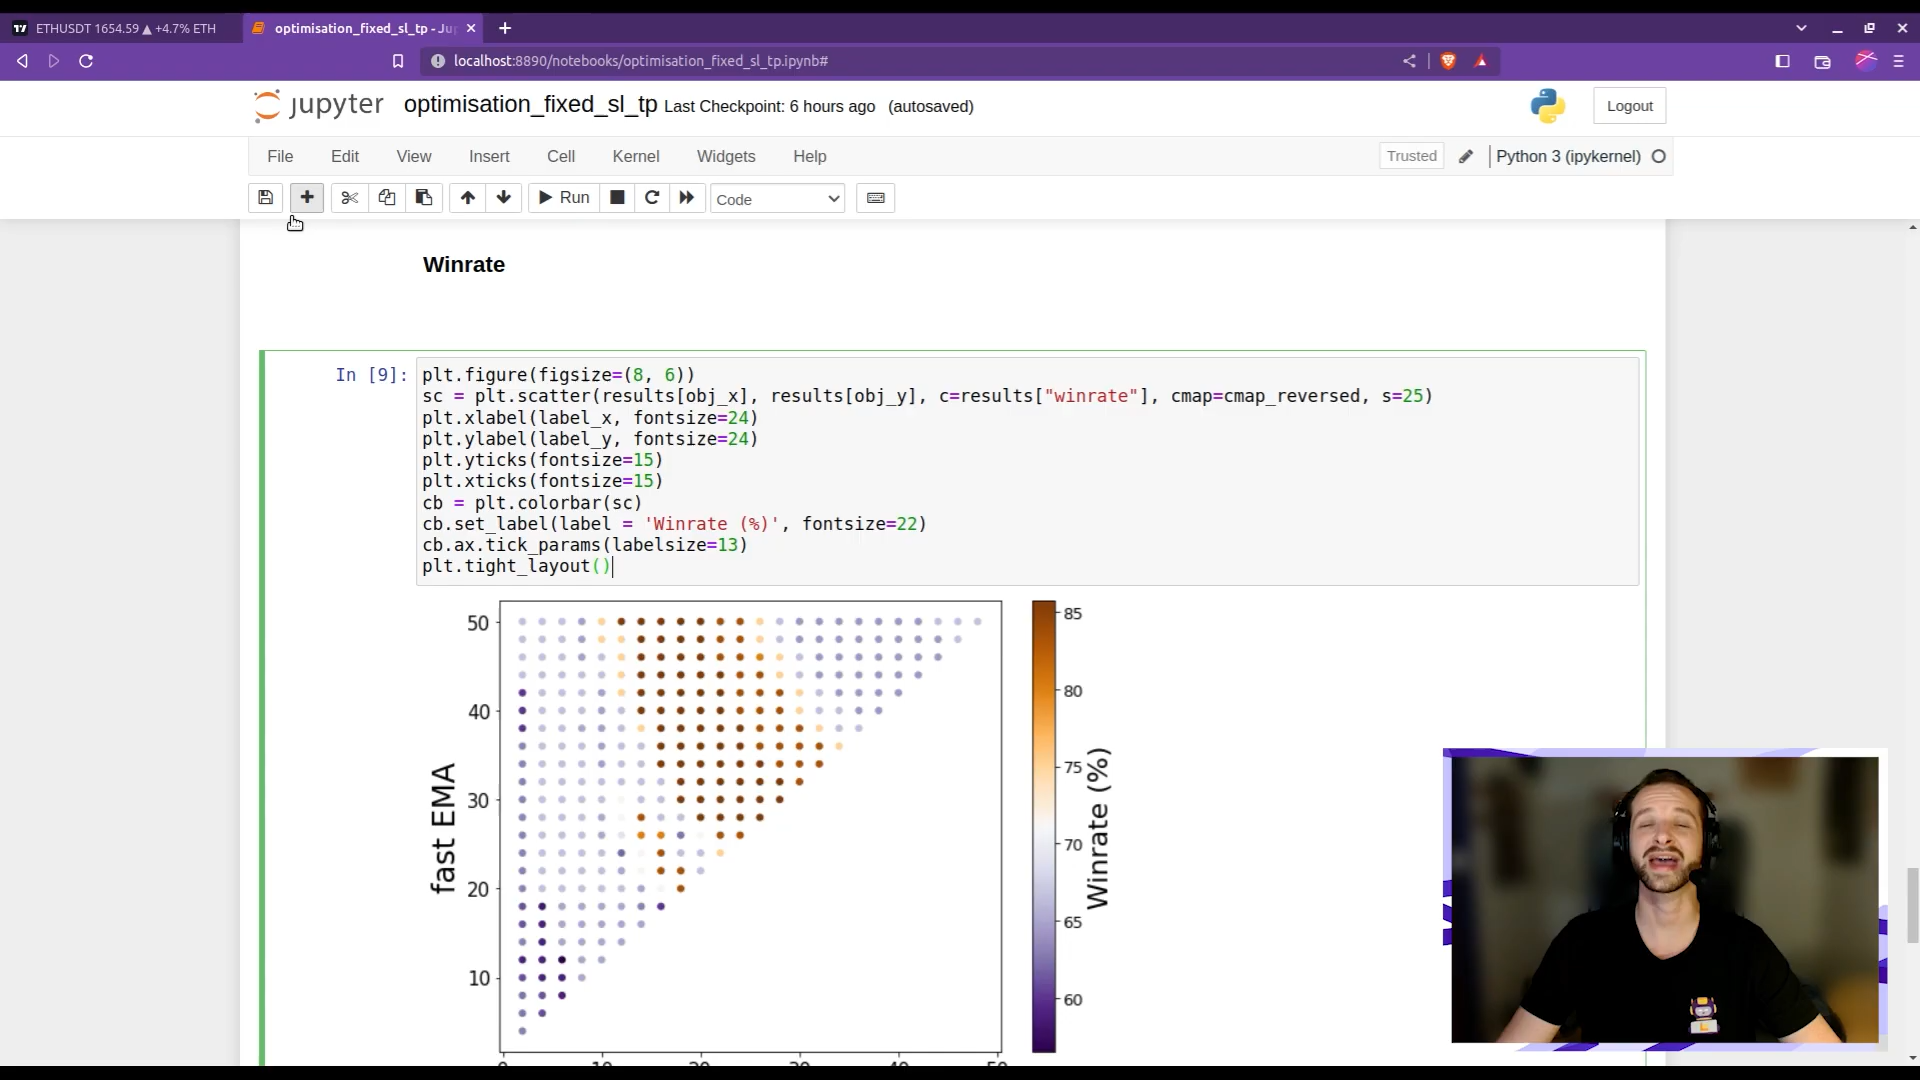 ETHUSDT 1654.59 ▲ +4.7% ETH
optimisation_fixed_sl_tp - Ju
localhost:8890/notebooks/optimisation_fixed_sl_tp.ipynb#
jupyter optimisation_fixed_sl_tp Last Checkpoint: 6 hours ago (autosaved)
Logout
File Edit View Insert Cell Kernel Widgets Help
Trusted Python 3 (ipykernel)
Run Code
Winrate
In [9]:
plt.figure(figsize=(8, 6))
sc = plt.scatter(results[obj_x], results[obj_y], c=results["winrate"], cmap=cmap_reversed, s=25)
plt.xlabel(label_x, fontsize=24)
plt.ylabel(label_y, fontsize=24)
plt.yticks(fontsize=15)
plt.xticks(fontsize=15)
cb = plt.colorbar(sc)
cb.set_label(label = 'Winrate (%)', fontsize=22)
cb.ax.tick_params(labelsize=13)
plt.tight_layout()
50
40
30
20
10
fast EMA
85
80
75
70
65
60
Winrate (%)